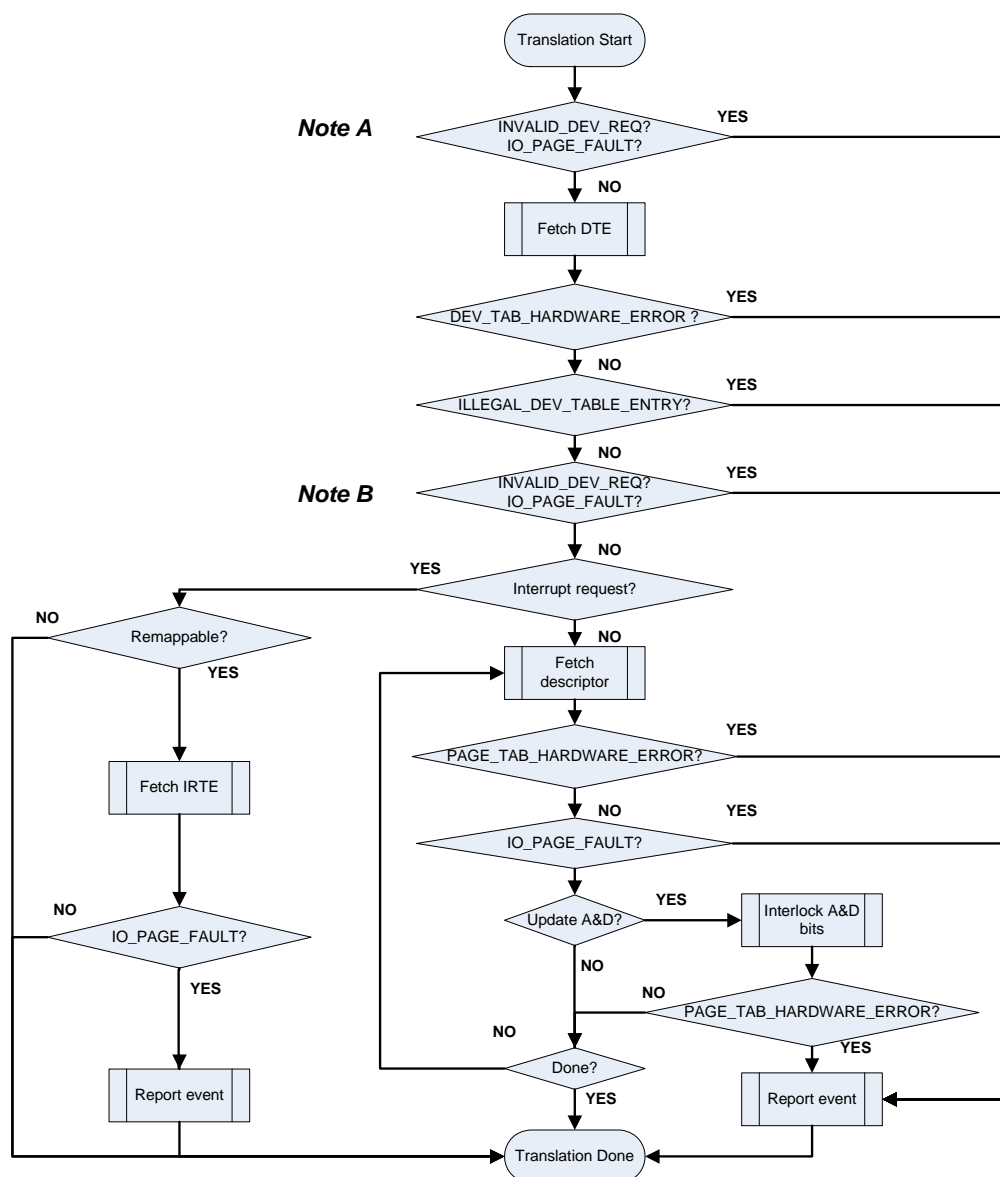 Translation Start
Note A
INVALID_DEV_REQ?
IO_PAGE_FAULT?
YES
NO
Fetch DTE
DEV_TAB_HARDWARE_ERROR ?
YES
NO
ILLEGAL_DEV_TABLE_ENTRY?
YES
NO
Note B
INVALID_DEV_REQ?
IO_PAGE_FAULT?
YES
NO
Interrupt request?
YES
NO
Remappable?
NO
YES
Fetch
descriptor
PAGE_TAB_HARDWARE_ERROR?
YES
NO
Fetch IRTE
IO_PAGE_FAULT?
YES
Update A&D?
YES
NO
Interlock A&D
bits
IO_PAGE_FAULT?
NO
YES
PAGE_TAB_HARDWARE_ERROR?
NO
YES
Done?
NO
YES
Report event
Report event
Translation Done